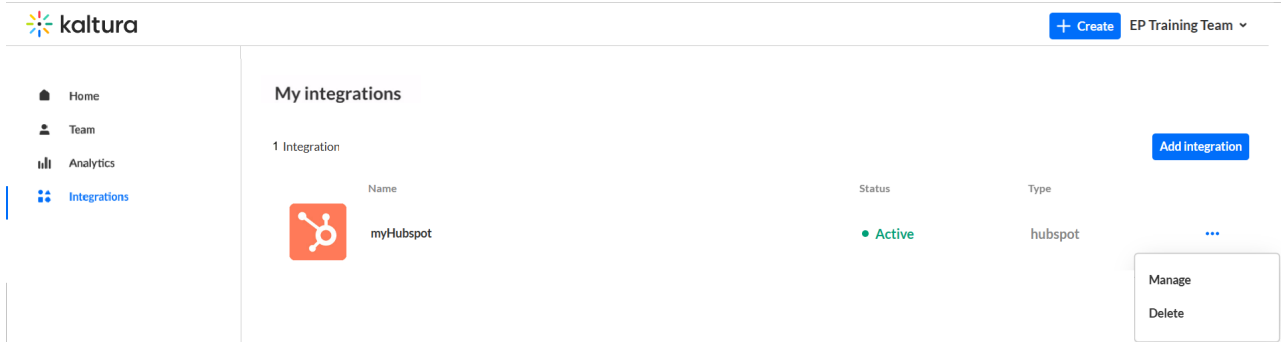 kaltura
+ Create
EP Training Team
Home
Team
Analytics
Integrations
My integrations
1 Integration
Add integration
Name
Status
Type
myHubspot
Active
hubspot
Manage
Delete